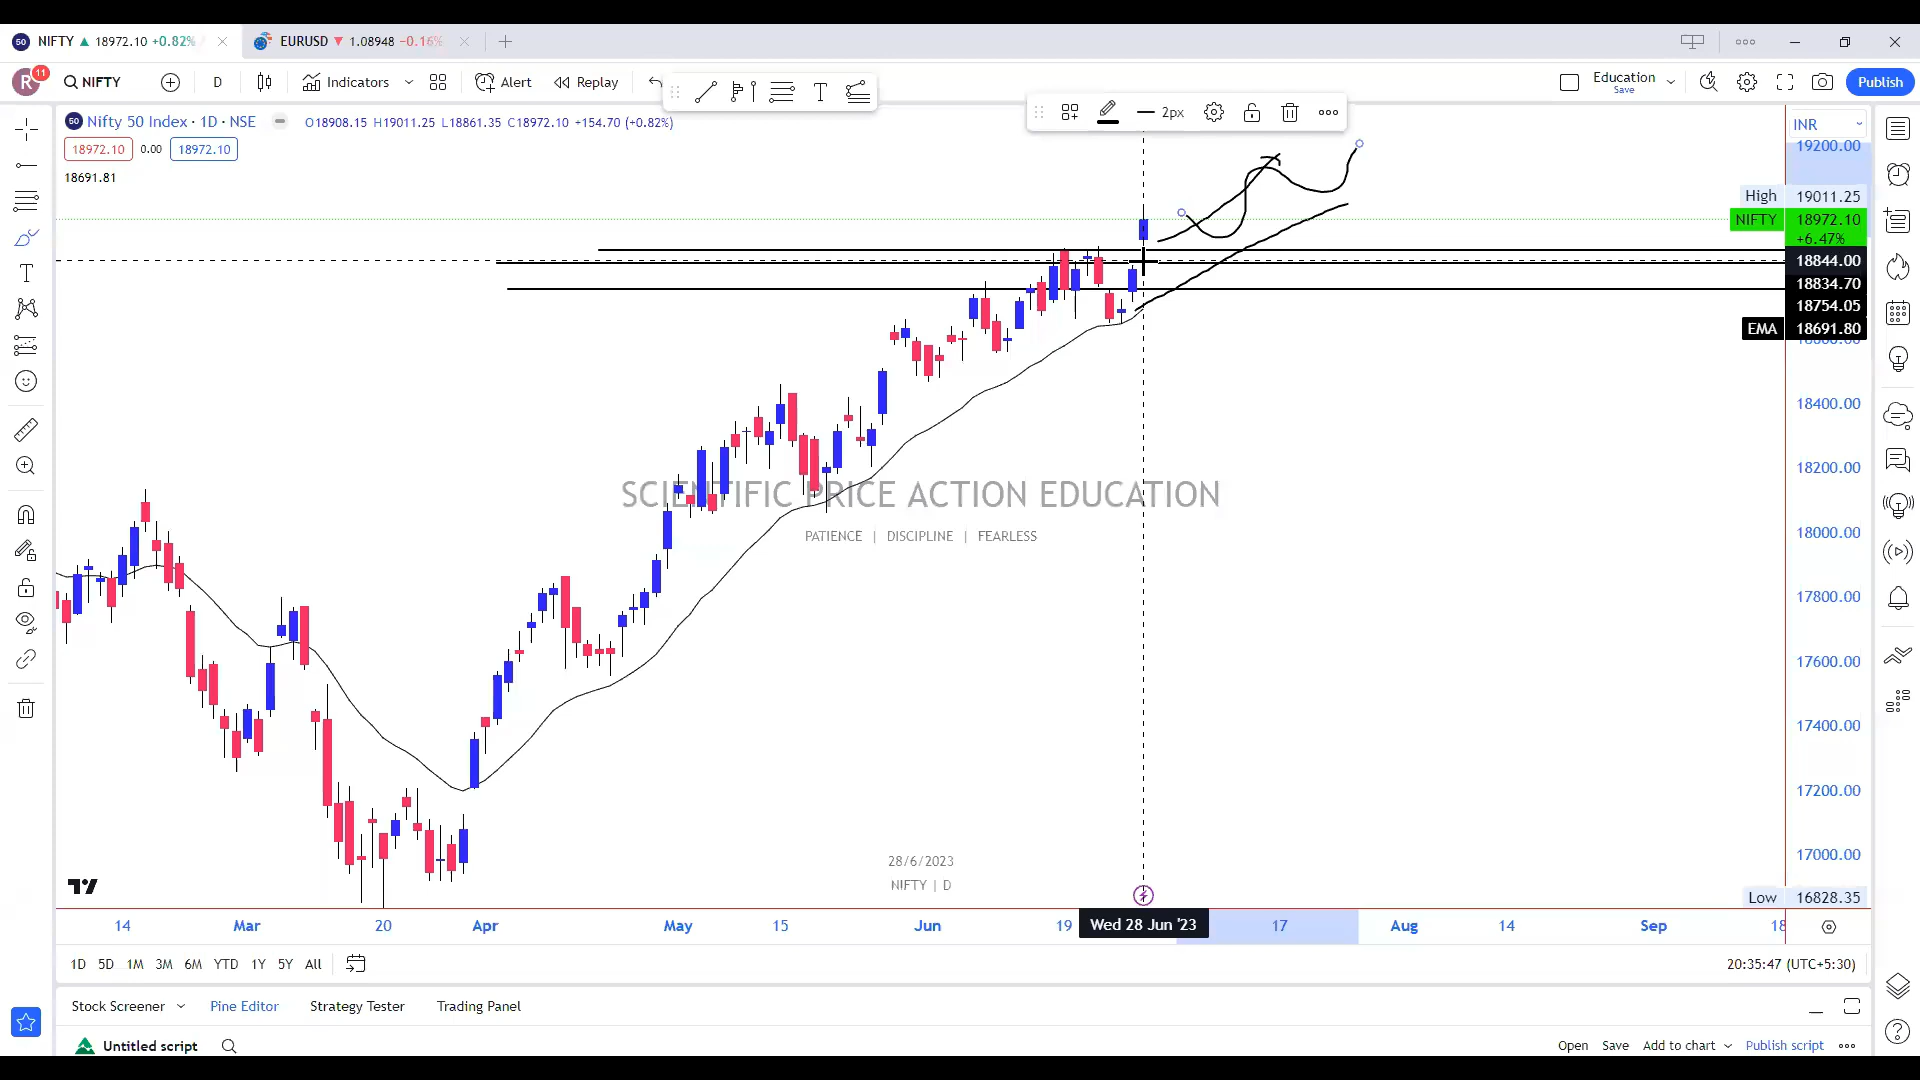 50 NIFTY 18972.10 +0.82%
EURUSD 1.08948 −0.16%
R 11 NIFTY D Indicators Alert Replay
T
2px
Education
Save
Publish
50 Nifty 50 Index · 1D · NSE O18908.15 H19011.25 L18861.35 C18972.10 +154.70 (+0.82%)
18972.10 0.00 18972.10
18691.81
INR
19200.00
High 19011.25
NIFTY 18972.10
+6.47%
18844.00
18834.70
18754.05
EMA 18691.80
18400.00
18200.00
18000.00
17800.00
17600.00
17400.00
17200.00
17000.00
Low 16828.35
SCIENTIFIC PRICE ACTION EDUCATION
PATIENCE | DISCIPLINE | FEARLESS
28/6/2023
NIFTY | D
14 Mar 20 Apr May 15 Jun 19 Wed 28 Jun '23 17 Aug 14 Sep
1D 5D 1M 3M 6M YTD 1Y 5Y All
20:35:47 (UTC+5:30)
Stock Screener Pine Editor Strategy Tester Trading Panel
Untitled script
Open Save Add to chart Publish script